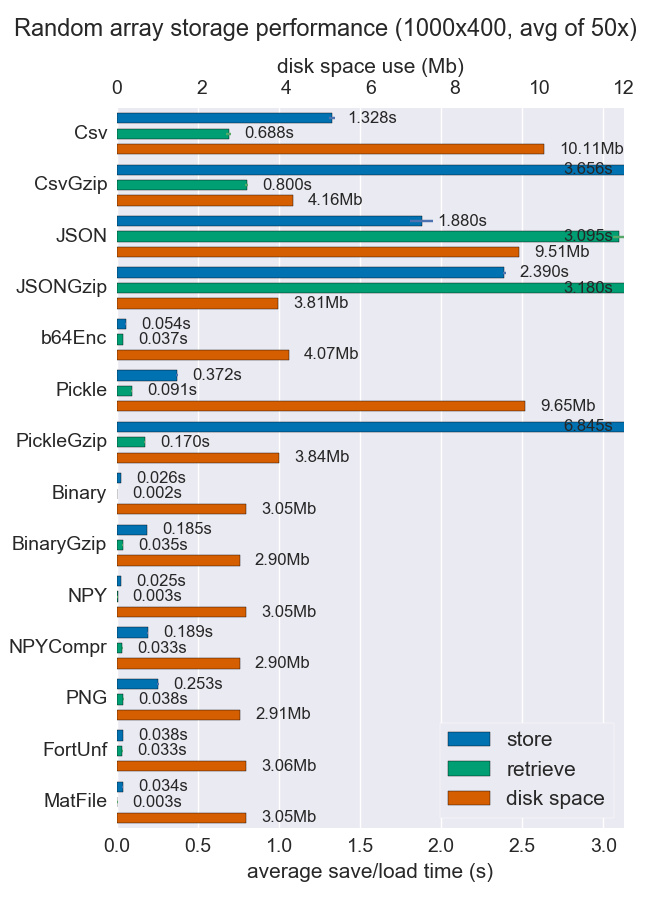 Random array storage performance (1000x400, avg of 50x)
disk space use (Mb)
0 2 4 6 8 10 12
Csv
1.328s
0.688s
10.11Mb
CsvGzip
3.656s
0.800s
4.16Mb
JSON
1.880s
3.095s
9.51Mb
JSONGzip
2.390s
3.180s
3.81Mb
b64Enc
0.054s
0.037s
4.07Mb
Pickle
0.372s
0.091s
9.65Mb
PickleGzip
6.845s
0.170s
3.84Mb
Binary
0.026s
0.002s
3.05Mb
BinaryGzip
0.185s
0.035s
2.90Mb
NPY
0.025s
0.003s
3.05Mb
NPYCompr
0.189s
0.033s
2.90Mb
PNG
0.253s
0.038s
2.91Mb
FortUnf
0.038s
0.033s
3.06Mb
MatFile
0.034s
0.003s
3.05Mb
store
retrieve
disk space
0.0 0.5 1.0 1.5 2.0 2.5 3.0
average save/load time (s)